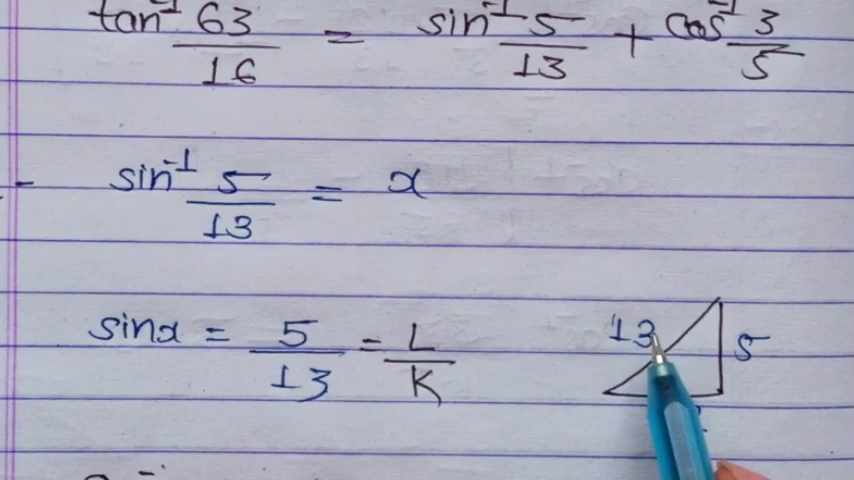 tan⁻¹ 63/16 = sin⁻¹ 5/13 + cos⁻¹ 3/5
sin⁻¹ 5/13 = x
sinx = 5/13 = L/K
13 5